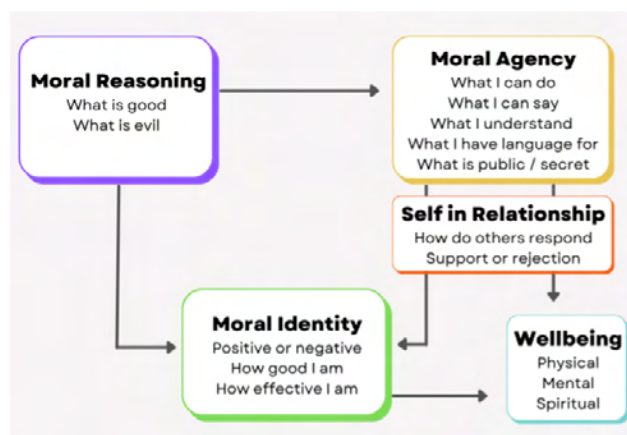 Moral Reasoning
What is good
What is evil
Moral Agency
What I can do
What I can say
What I understand
What I have language for
What is public / secret
Self in Relationship
How do others respond
Support or rejection
Moral Identity
Positive or negative
How good I am
How effective I am
Wellbeing
Physical
Mental
Spiritual